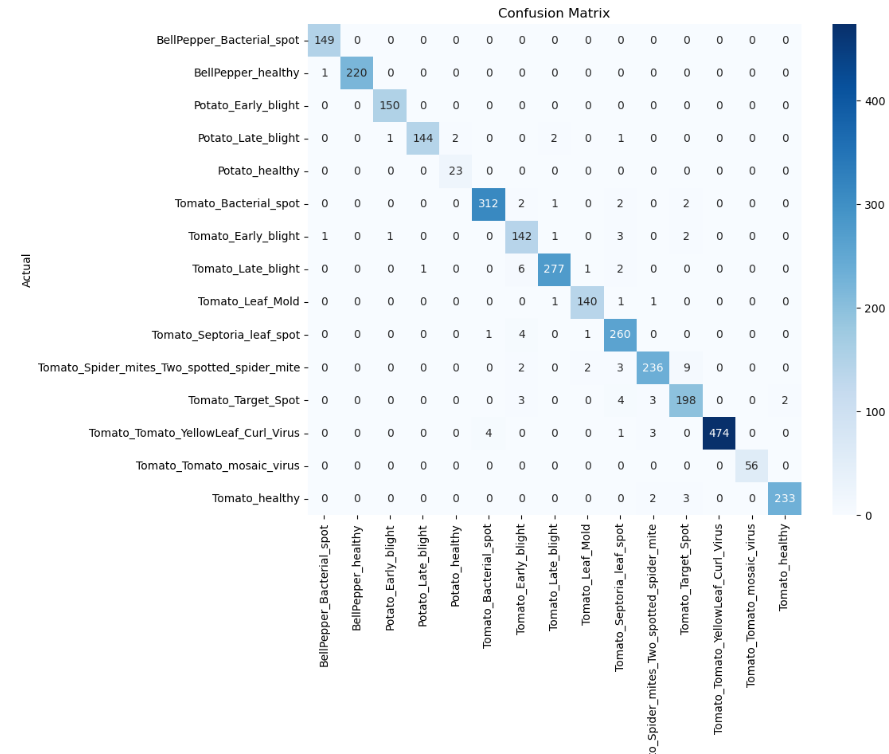 Confusion Matrix
BellPepper_Bacterial_spot 149 0 0 0 0 0 0 0 0 0 0 0 0 0 0
BellPepper_healthy 1 220 0 0 0 0 0 0 0 0 0 0 0 0 0
Potato_Early_blight 0 0 150 0 0 0 0 0 0 0 0 0 0 0 0
Potato_Late_blight 0 0 1 144 2 0 0 2 0 1 0 0 0 0 0
Potato_healthy 0 0 0 0 23 0 0 0 0 0 0 0 0 0 0
Tomato_Bacterial_spot 0 0 0 0 0 312 2 1 0 2 0 2 0 0 0
Tomato_Early_blight 1 0 1 0 0 0 142 1 0 3 0 2 0 0 0
Tomato_Late_blight 0 0 0 1 0 0 6 277 1 2 0 0 0 0 0
Tomato_Leaf_Mold 0 0 0 0 0 0 0 1 140 1 1 0 0 0 0
Tomato_Septoria_leaf_spot 0 0 0 0 0 1 4 0 1 260 0 0 0 0 0
Tomato_Spider_mites_Two_spotted_spider_mite 0 0 0 0 0 0 2 0 2 3 236 9 0 0 0
Tomato_Target_Spot 0 0 0 0 0 0 3 0 0 4 3 198 0 0 2
Tomato_Tomato_YellowLeaf_Curl_Virus 0 0 0 0 0 4 0 0 0 1 3 0 474 0 0
Tomato_Tomato_mosaic_virus 0 0 0 0 0 0 0 0 0 0 0 0 0 56 0
Tomato_healthy 0 0 0 0 0 0 0 0 0 0 2 3 0 0 233
Actual
BellPepper_Bacterial_spot
BellPepper_healthy
Potato_Early_blight
Potato_Late_blight
Potato_healthy
Tomato_Bacterial_spot
Tomato_Early_blight
Tomato_Late_blight
Tomato_Leaf_Mold
Tomato_Septoria_leaf_spot
to_Spider_mites_Two_spotted_spider_mite
Tomato_Target_Spot
Tomato_Tomato_YellowLeaf_Curl_Virus
Tomato_Tomato_mosaic_virus
Tomato_healthy
400
300
200
100
0